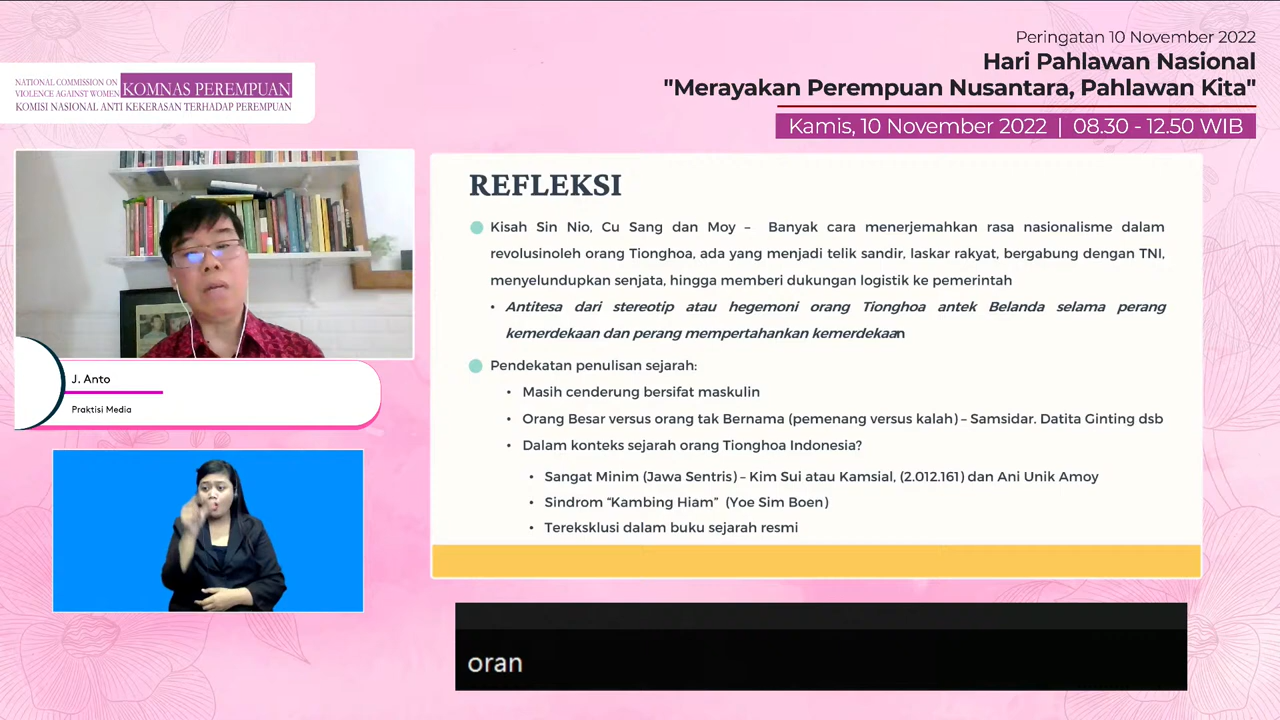 Peringatan 10 November 2022
Hari Pahlawan Nasional
"Merayakan Perempuan Nusantara, Pahlawan Kita"
Kamis, 10 November 2022 | 08.30 - 12.50 WIB
NATIONAL COMMISSION ON
VIOLENCE AGAINST WOMEN
KOMNAS PEREMPUAN
KOMISI NASIONAL ANTI KEKERASAN TERHADAP PEREMPUAN
J. Anto
Praktisi Media
REFLEKSI
Kisah Sin Nio, Cu Sang dan Moy – Banyak cara menerjemahkan rasa nasionalisme dalam
revolusinoleh orang Tionghoa, ada yang menjadi telik sandir, laskar rakyat, bergabung dengan TNI,
menyelundupkan senjata, hingga memberi dukungan logistik ke pemerintah
• Antitesa dari stereotip atau hegemoni orang Tionghoa antek Belanda selama perang
kemerdekaan dan perang mempertahankan kemerdekaan
Pendekatan penulisan sejarah:
• Masih cenderung bersifat maskulin
• Orang Besar versus orang tak Bernama (pemenang versus kalah) – Samsidar. Datita Ginting dsb
• Dalam konteks sejarah orang Tionghoa Indonesia?
• Sangat Minim (Jawa Sentris) – Kim Sui atau Kamsial, (2.012.161) dan Ani Unik Amoy
• Sindrom “Kambing Hiam” (Yoe Sim Boen)
• Tereksklusi dalam buku sejarah resmi
oran